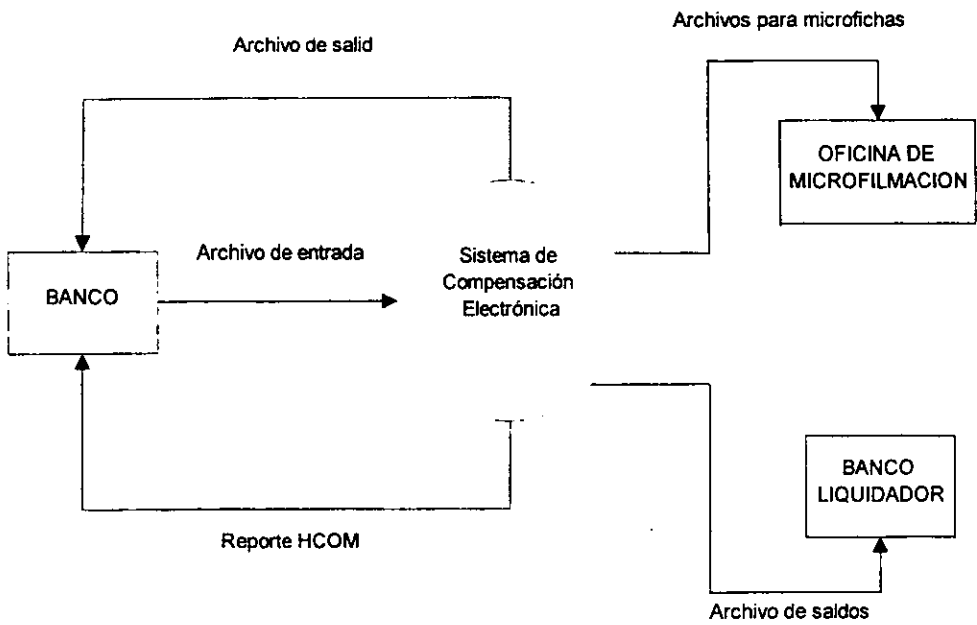 Archivos para microfichas
Archivo de salid
OFICINA DE
MICROFILMACION
Archivo de entrada
Sistema de
Compensación
Electrónica
BANCO
BANCO
LIQUIDADOR
Reporte HCOM
Archivo de saldos